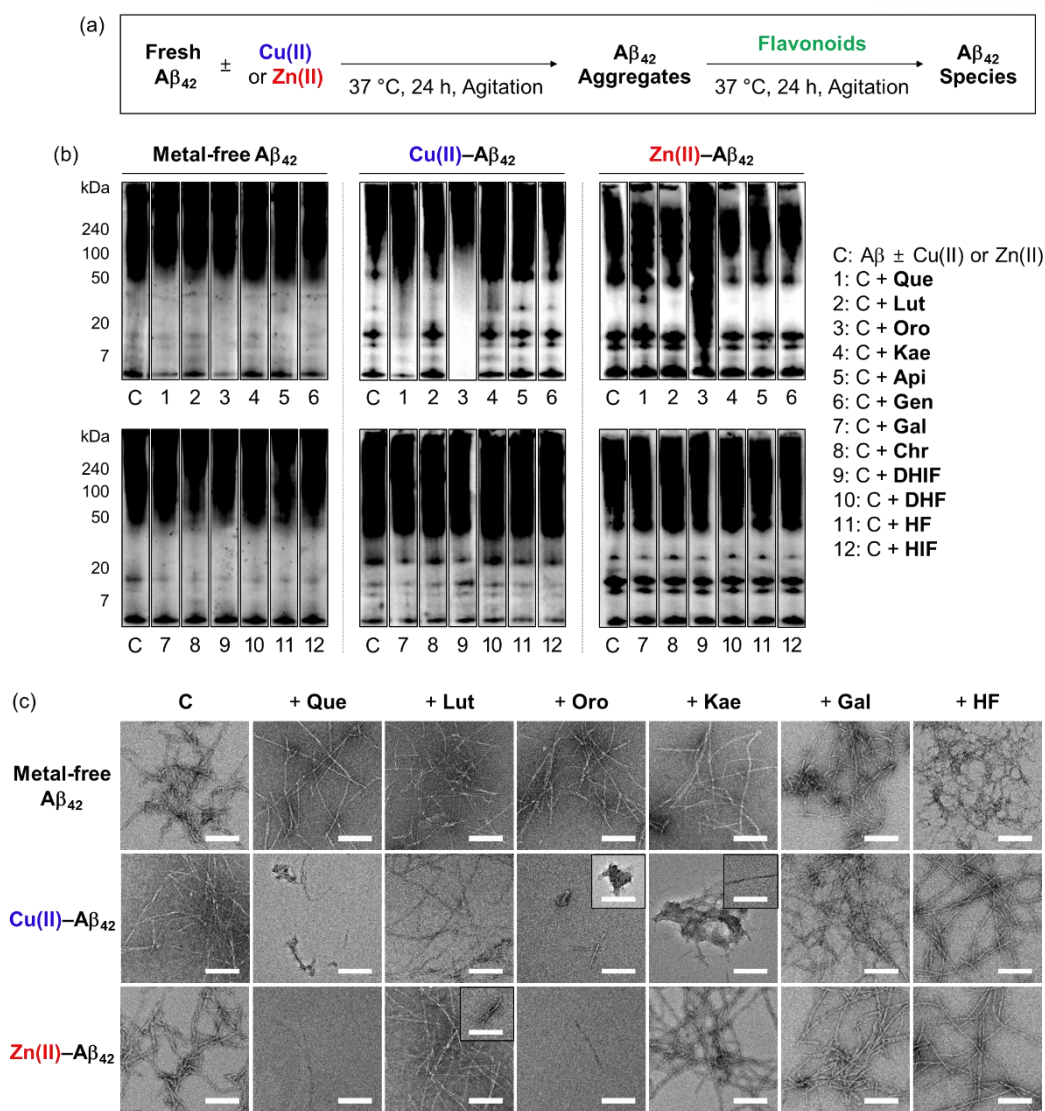 (a)
Fresh Aβ42 ± Cu(II) or Zn(II)
37 °C, 24 h, Agitation
Aβ42 Aggregates
Flavonoids
37 °C, 24 h, Agitation
Aβ42 Species
(b)
Metal-free Aβ42 Cu(II)–Aβ42 Zn(II)–Aβ42
kDa
240
100
50
20
7
C 1 2 3 4 5 6 C 1 2 3 4 5 6 C 1 2 3 4 5 6
kDa
240
100
50
20
7
C 7 8 9 10 11 12 C 7 8 9 10 11 12 C 7 8 9 10 11 12
C: Aβ ± Cu(II) or Zn(II)
1: C + Que
2: C + Lut
3: C + Oro
4: C + Kae
5: C + Api
6: C + Gen
7: C + Gal
8: C + Chr
9: C + DHIF
10: C + DHF
11: C + HF
12: C + HIF
(c)
C + Que + Lut + Oro + Kae + Gal + HF
Metal-free
Aβ42
Cu(II)–Aβ42
Zn(II)–Aβ42